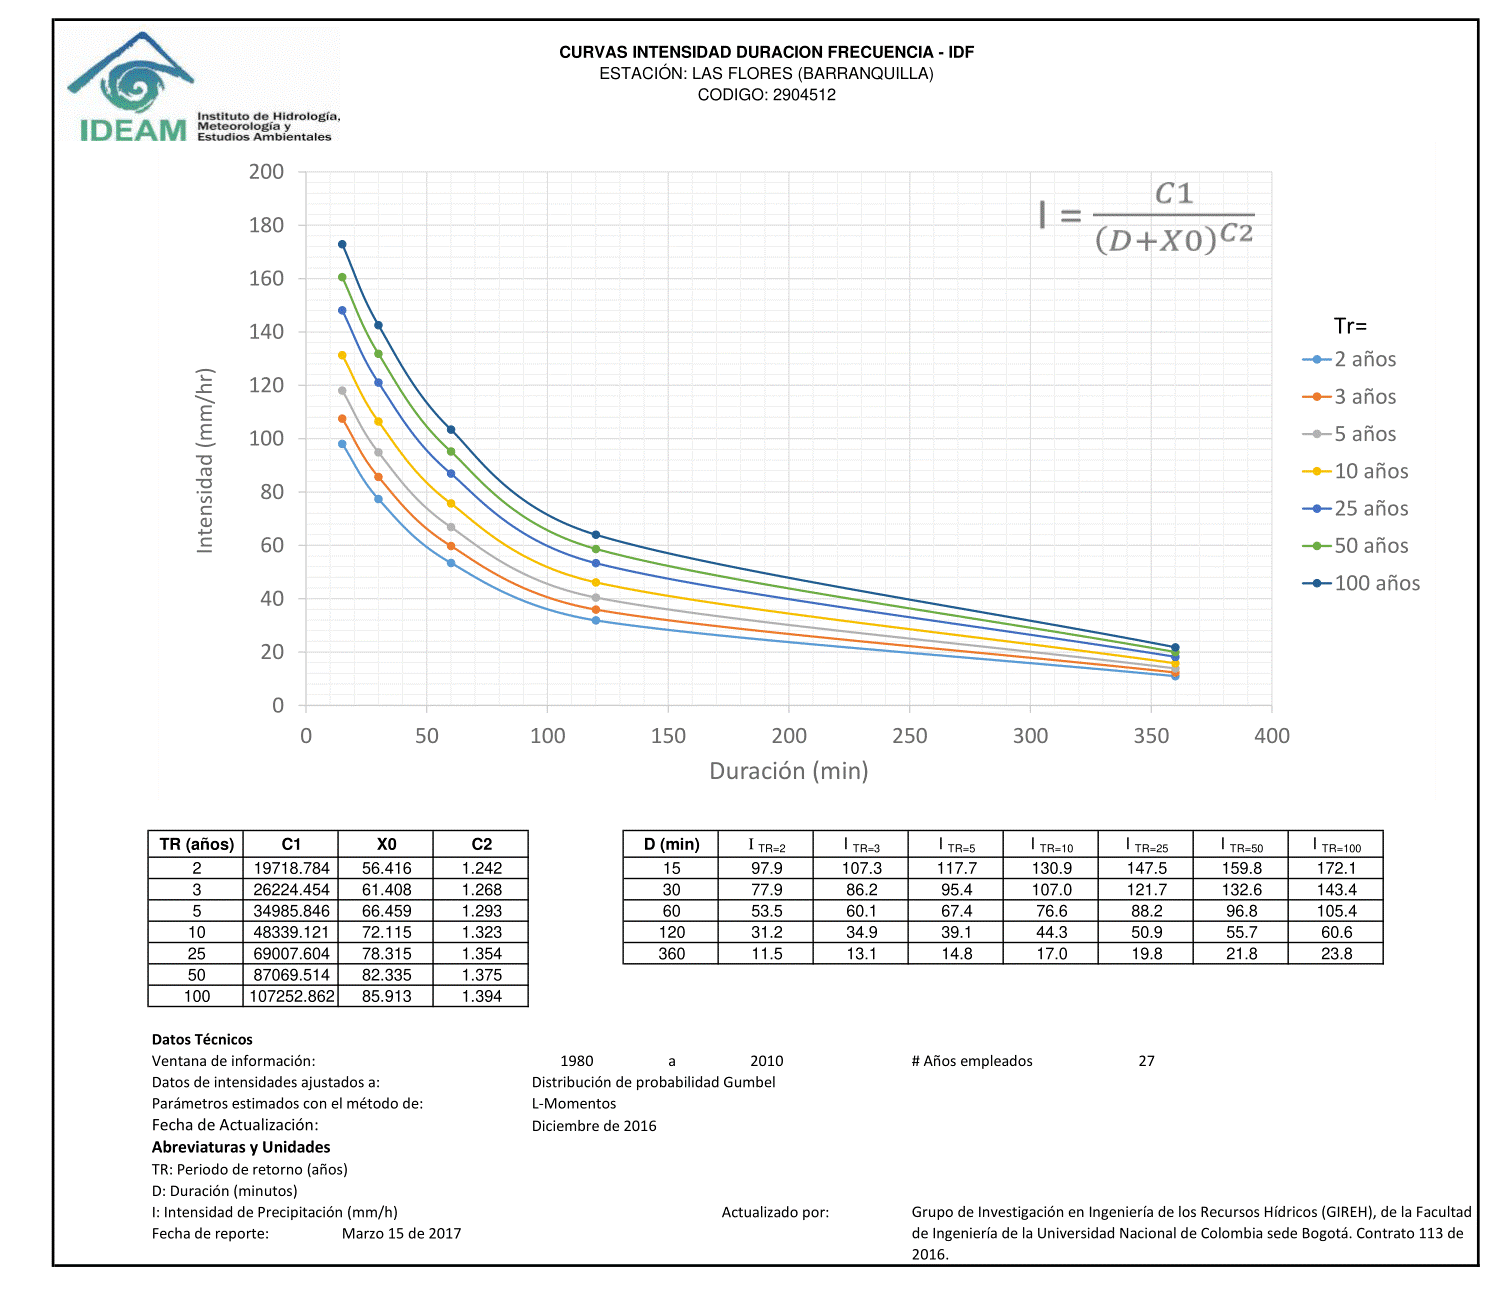 CURVAS INTENSIDAD DURACION FRECUENCIA - IDF
ESTACIÓN: LAS FLORES (BARRANQUILLA)
CODIGO: 2904512
IDEAM
Instituto de Hidrología,
Meteorología y
Estudios Ambientales
I = C1 / (D+X0)^C2
Intensidad (mm/hr)
200
180
160
140
120
100
80
60
40
20
0
0 50 100 150 200 250 300 350 400
Duración (min)
Tr=
2 años
3 años
5 años
10 años
25 años
50 años
100 años
TR (años) C1 X0 C2
2 19718.784 56.416 1.242
3 26224.454 61.408 1.268
5 34985.846 66.459 1.293
10 48339.121 72.115 1.323
25 69007.604 78.315 1.354
50 87069.514 82.335 1.375
100 107252.862 85.913 1.394
D (min) I TR=2 I TR=3 I TR=5 I TR=10 I TR=25 I TR=50 I TR=100
15 97.9 107.3 117.7 130.9 147.5 159.8 172.1
30 77.9 86.2 95.4 107.0 121.7 132.6 143.4
60 53.5 60.1 67.4 76.6 88.2 96.8 105.4
120 31.2 34.9 39.1 44.3 50.9 55.7 60.6
360 11.5 13.1 14.8 17.0 19.8 21.8 23.8
Datos Técnicos
Ventana de información: 1980 a 2010 # Años empleados 27
Datos de intensidades ajustados a: Distribución de probabilidad Gumbel
Parámetros estimados con el método de: L-Momentos
Fecha de Actualización: Diciembre de 2016
Abreviaturas y Unidades
TR: Periodo de retorno (años)
D: Duración (minutos)
I: Intensidad de Precipitación (mm/h)
Fecha de reporte: Marzo 15 de 2017
Actualizado por: Grupo de Investigación en Ingeniería de los Recursos Hídricos (GIREH), de la Facultad
de Ingeniería de la Universidad Nacional de Colombia sede Bogotá. Contrato 113 de
2016.